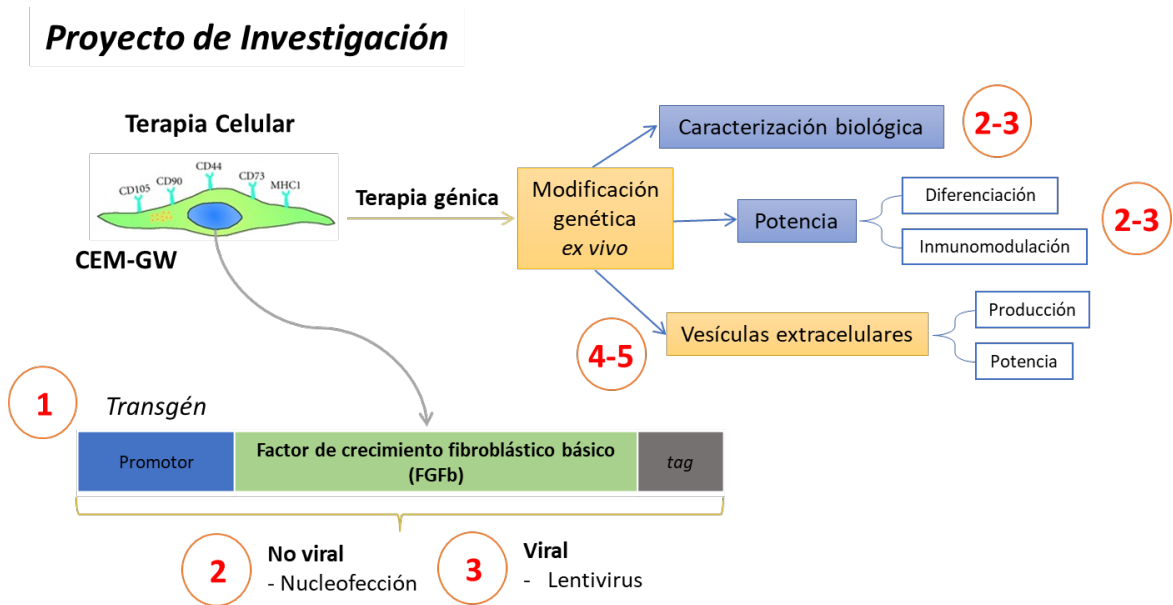 Proyecto de Investigación
Terapia Celular
CD105
CD90
CD44
CD73
MHC1
CEM-GW
Terapia génica
Modificación
genética
ex vivo
Caracterización biológica
2-3
Potencia
Diferenciación
Inmunomodulación
2-3
Vesículas extracelulares
Producción
Potencia
4-5
1
Transgén
Promotor
Factor de crecimiento fibroblástico básico
(FGFb)
tag
2
No viral
- Nucleofección
3
Viral
- Lentivirus